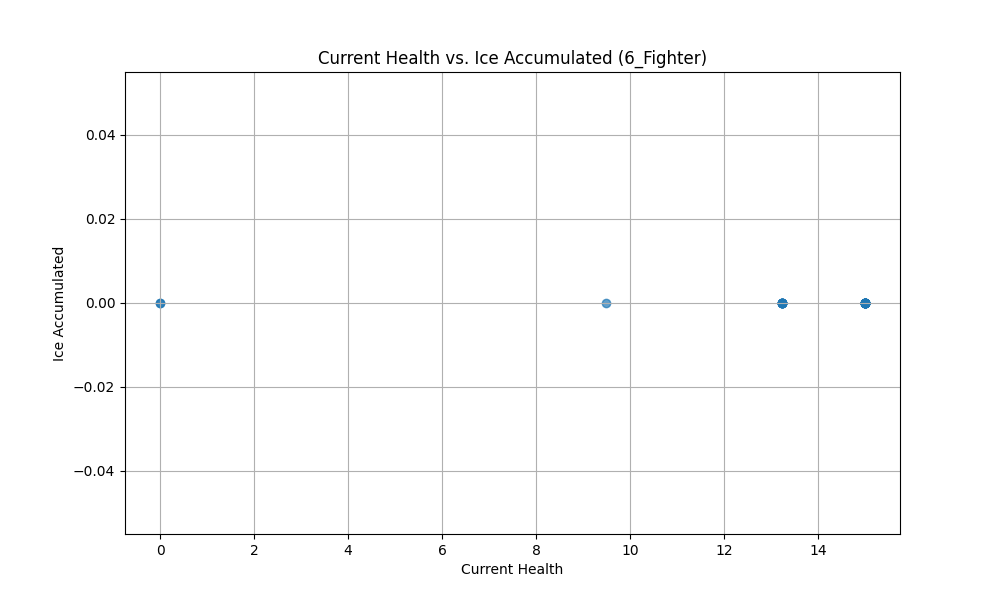 Current Health vs. Ice Accumulated (6_Fighter)
0.04
0.02
0.00
−0.02
−0.04
Ice Accumulated
0 2 4 6 8 10 12 14
Current Health